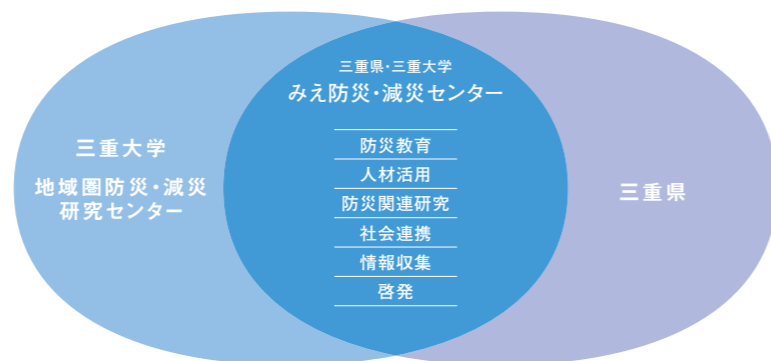 三重大学
地域圏防災・減災
研究センター
三重県・三重大学
みえ防災・減災センター
防災教育
人材活用
防災関連研究
社会連携
情報収集
啓発
三重県